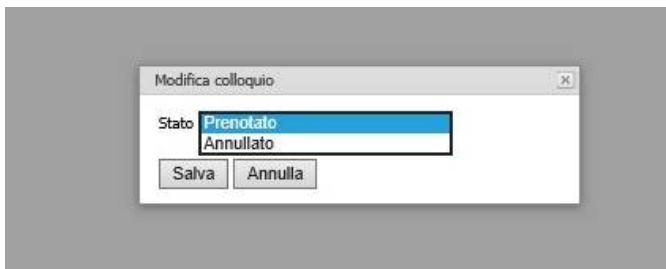 Modifica colloquio
Stato Prenotato
Annullato
Salva Annulla